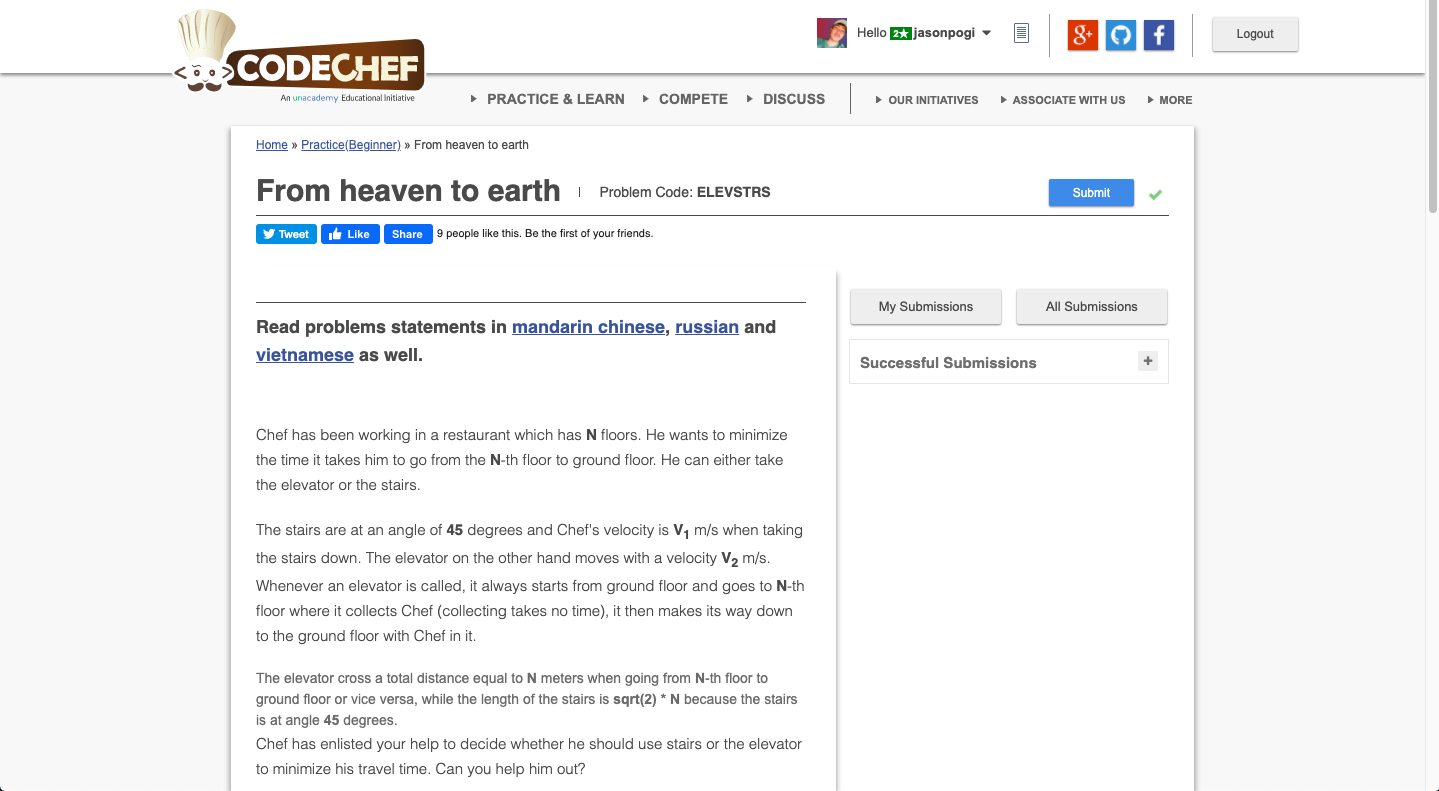 Hello 2★ jasonpogi
g+
f
Logout
CODECHEF
An unacademy Educational Initiative
PRACTICE & LEARN
COMPETE
DISCUSS
OUR INITIATIVES
ASSOCIATE WITH US
MORE
Home » Practice(Beginner) » From heaven to earth
From heaven to earth
Problem Code: ELEVSTRS
Submit
Tweet
Like
Share
9 people like this. Be the first of your friends.
My Submissions
All Submissions
Successful Submissions
+
Read problems statements in mandarin chinese, russian and
vietnamese as well.
Chef has been working in a restaurant which has N floors. He wants to minimize
the time it takes him to go from the N-th floor to ground floor. He can either take
the elevator or the stairs.
The stairs are at an angle of 45 degrees and Chef's velocity is V1 m/s when taking
the stairs down. The elevator on the other hand moves with a velocity V2 m/s.
Whenever an elevator is called, it always starts from ground floor and goes to N-th
floor where it collects Chef (collecting takes no time), it then makes its way down
to the ground floor with Chef in it.
The elevator cross a total distance equal to N meters when going from N-th floor to
ground floor or vice versa, while the length of the stairs is sqrt(2) * N because the stairs
is at angle 45 degrees.
Chef has enlisted your help to decide whether he should use stairs or the elevator
to minimize his travel time. Can you help him out?